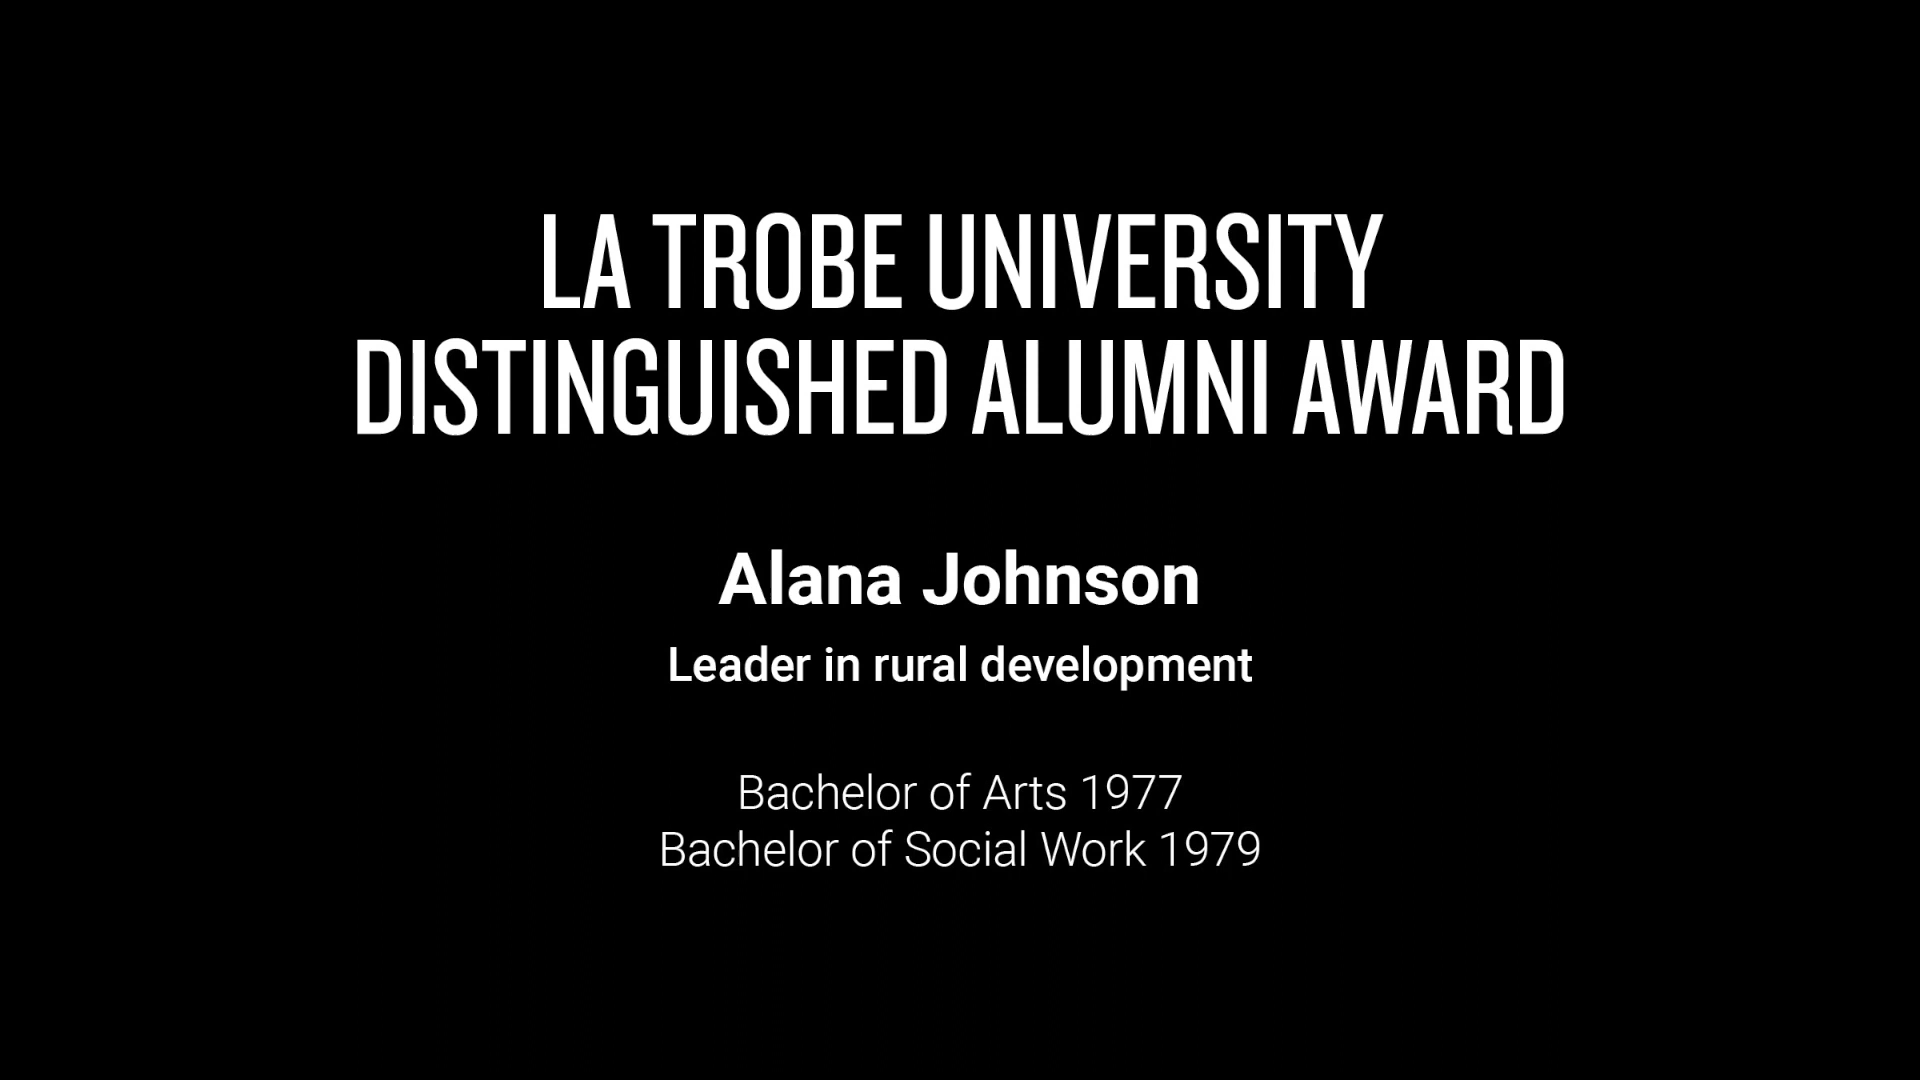 LA TROBE UNIVERSITY
DISTINGUISHED ALUMNI AWARD
Alana Johnson
Leader in rural development
Bachelor of Arts 1977
Bachelor of Social Work 1979